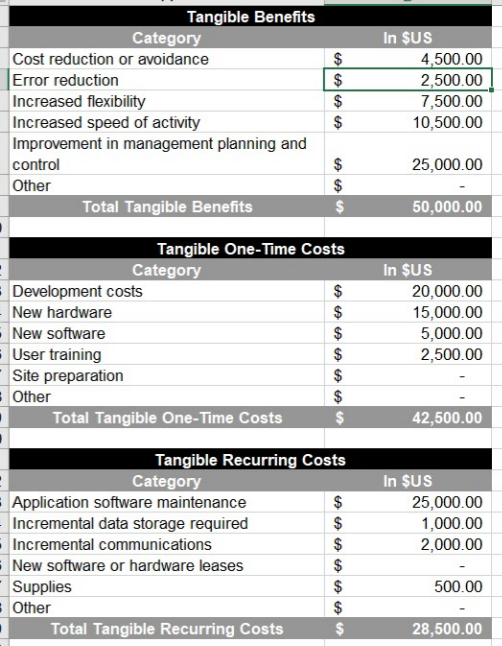 Tangible Benefits
Category In $US
Cost reduction or avoidance $ 4,500.00
Error reduction $ 2,500.00
Increased flexibility $ 7,500.00
Increased speed of activity $ 10,500.00
Improvement in management planning and
control $ 25,000.00
Other $ -
Total Tangible Benefits $ 50,000.00
Tangible One-Time Costs
Category In $US
Development costs $ 20,000.00
New hardware $ 15,000.00
New software $ 5,000.00
User training $ 2,500.00
Site preparation $ -
Other $ -
Total Tangible One-Time Costs $ 42,500.00
Tangible Recurring Costs
Category In $US
Application software maintenance $ 25,000.00
Incremental data storage required $ 1,000.00
Incremental communications $ 2,000.00
New software or hardware leases $ -
Supplies $ 500.00
Other $ -
Total Tangible Recurring Costs $ 28,500.00